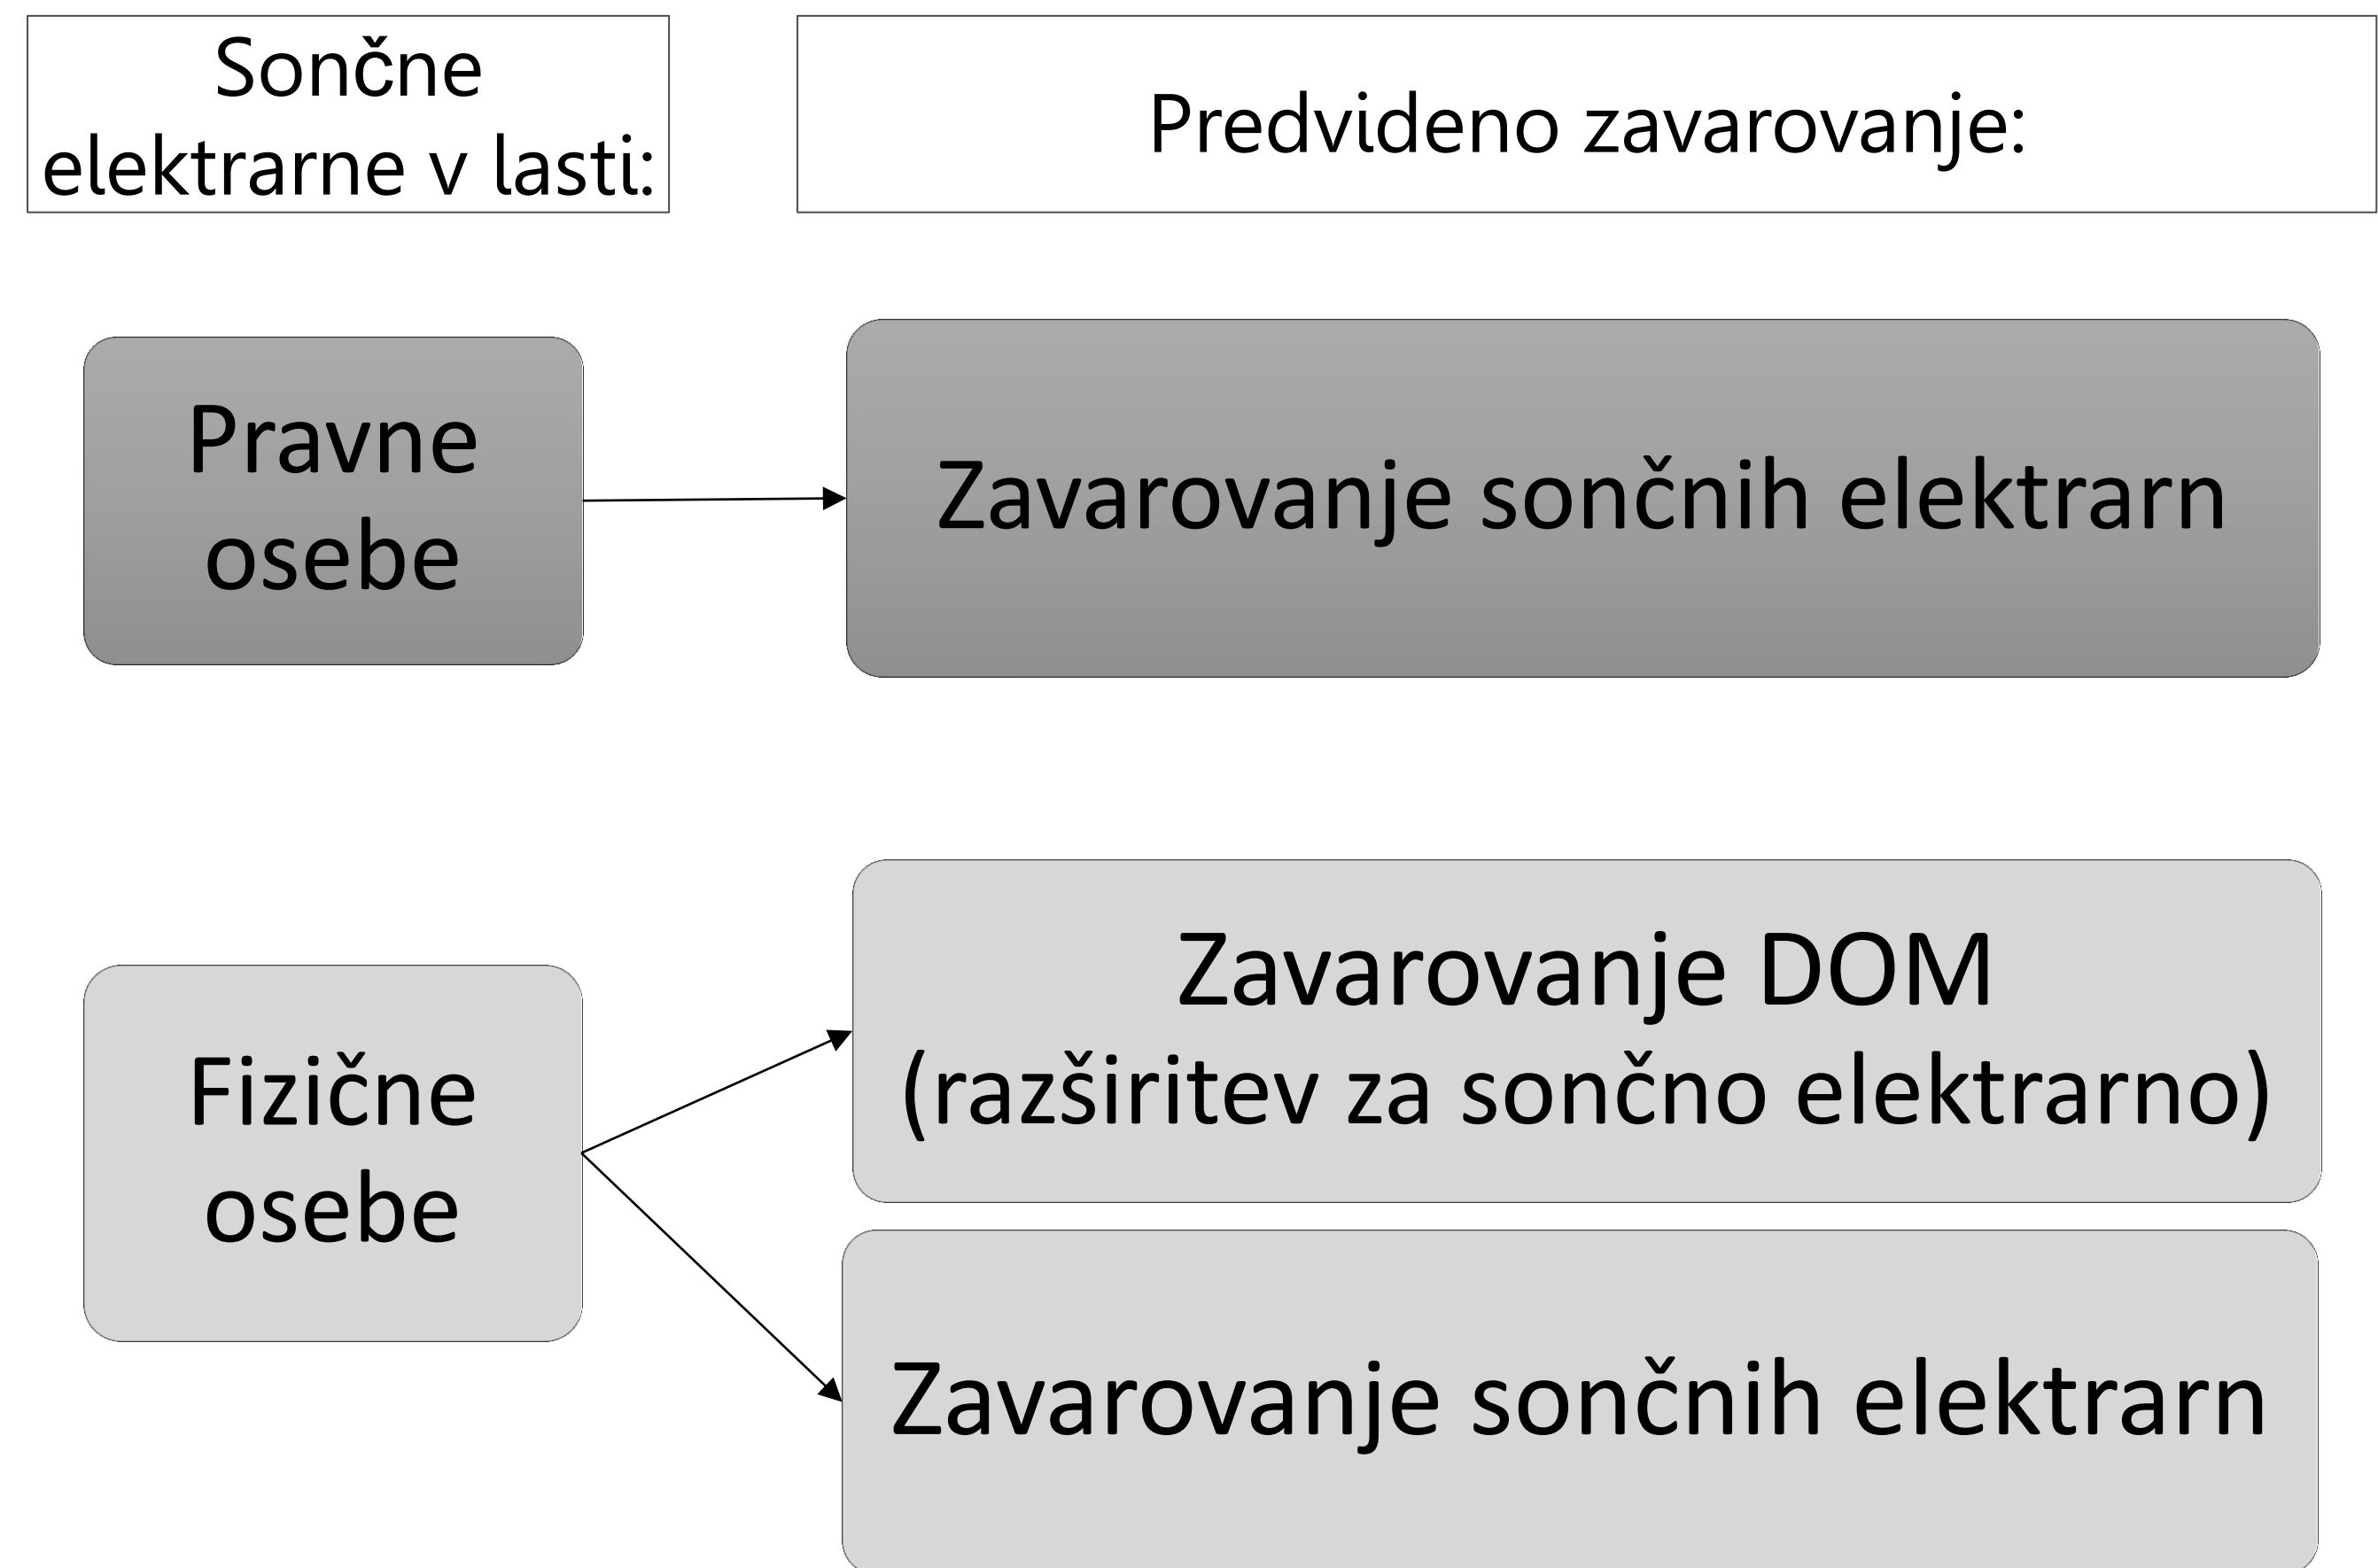 Sončne
elektrarne v lasti:
Predvideno zavarovanje:
Pravne
osebe
Zavarovanje sončnih elektrarn
Fizične
osebe
Zavarovanje DOM
(razširitev za sončno elektrarno)
Zavarovanje sončnih elektrarn